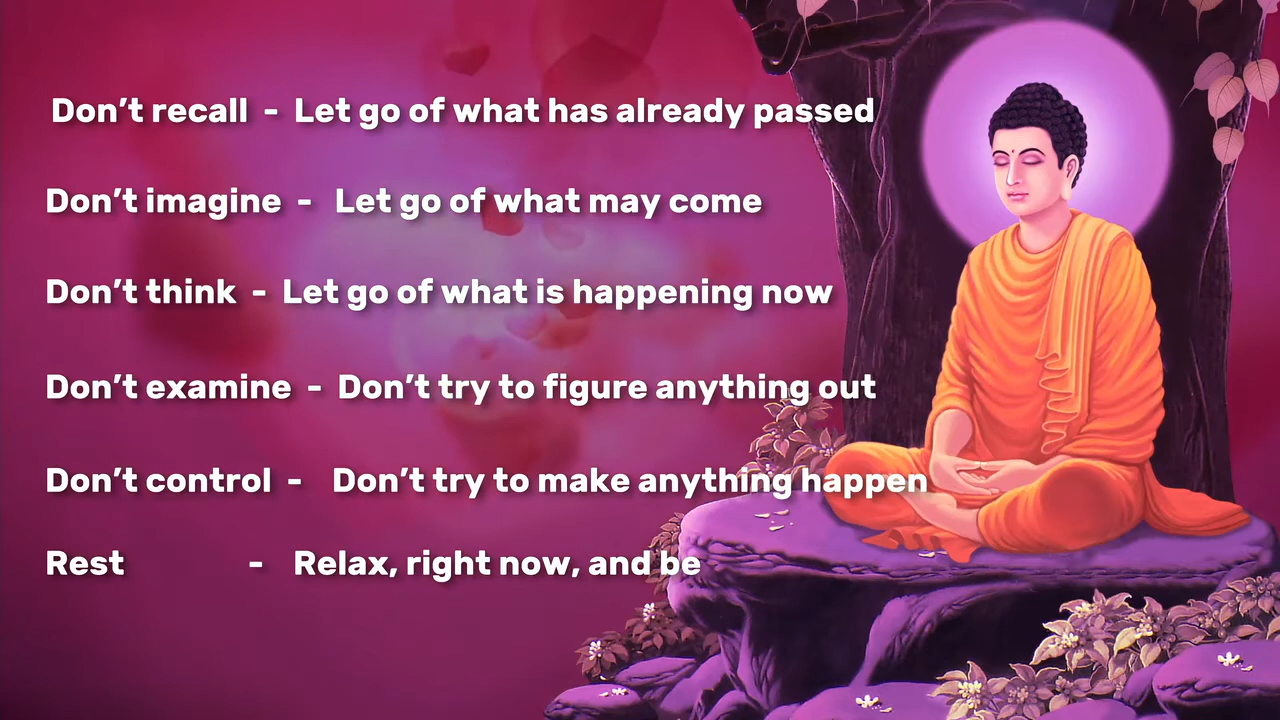 Don’t recall - Let go of what has already passed
Don’t imagine - Let go of what may come
Don’t think - Let go of what is happening now
Don’t examine - Don’t try to figure anything out
Don’t control - Don’t try to make anything happen
Rest - Relax, right now, and be